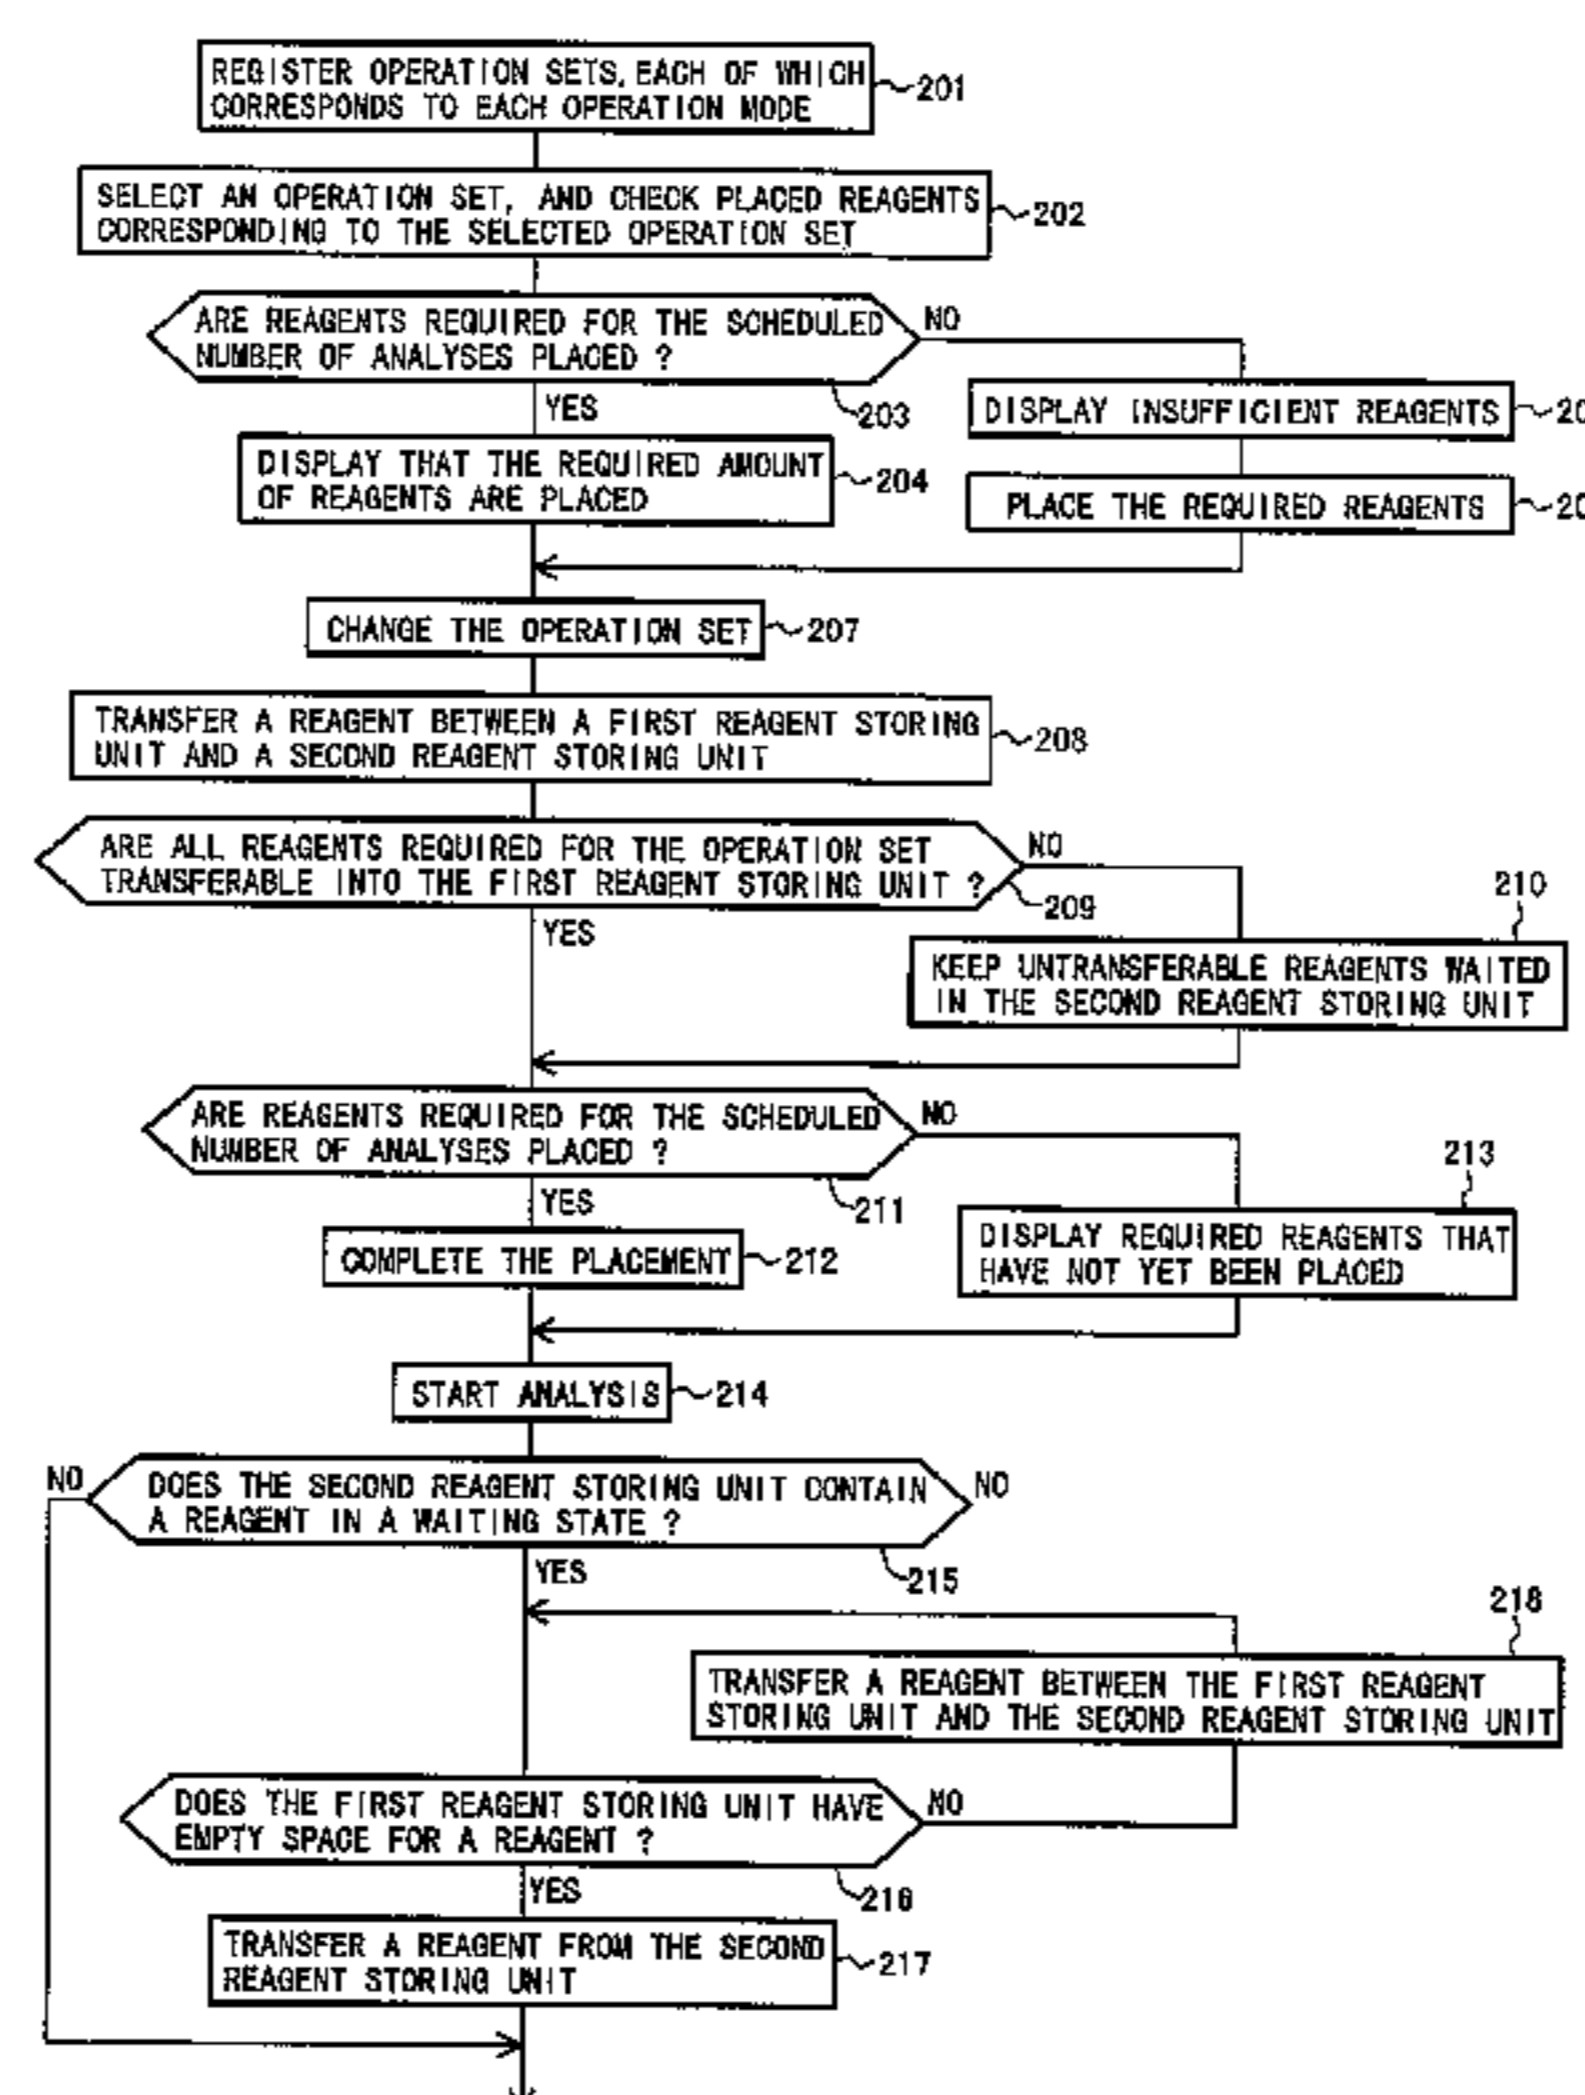 REGISTER OPERATION SETS, EACH OF WHICH
CORRESPONDS TO EACH OPERATION MODE
201
SELECT AN OPERATION SET, AND CHECK PLACED REAGENTS
CORRESPONDING TO THE SELECTED OPERATION SET
202
ARE REAGENTS REQUIRED FOR THE SCHEDULED
NUMBER OF ANALYSES PLACED ?
NO
203
YES
DISPLAY INSUFFICIENT REAGENTS
20
DISPLAY THAT THE REQUIRED AMOUNT
OF REAGENTS ARE PLACED
204
PLACE THE REQUIRED REAGENTS
20
CHANGE THE OPERATION SET
207
TRANSFER A REAGENT BETWEEN A FIRST REAGENT STORING
UNIT AND A SECOND REAGENT STORING UNIT
208
ARE ALL REAGENTS REQUIRED FOR THE OPERATION SET
TRANSFERABLE INTO THE FIRST REAGENT STORING UNIT ?
NO
209
YES
210
KEEP UNTRANSFERABLE REAGENTS WAITED
IN THE SECOND REAGENT STORING UNIT
ARE REAGENTS REQUIRED FOR THE SCHEDULED
NUMBER OF ANALYSES PLACED ?
NO
211
YES
213
DISPLAY REQUIRED REAGENTS THAT
HAVE NOT YET BEEN PLACED
COMPLETE THE PLACEMENT
212
START ANALYSIS
214
NO
DOES THE SECOND REAGENT STORING UNIT CONTAIN
A REAGENT IN A WAITING STATE ?
NO
215
YES
218
TRANSFER A REAGENT BETWEEN THE FIRST REAGENT
STORING UNIT AND THE SECOND REAGENT STORING UNIT
DOES THE FIRST REAGENT STORING UNIT HAVE
EMPTY SPACE FOR A REAGENT ?
NO
216
YES
TRANSFER A REAGENT FROM THE SECOND
REAGENT STORING UNIT
217